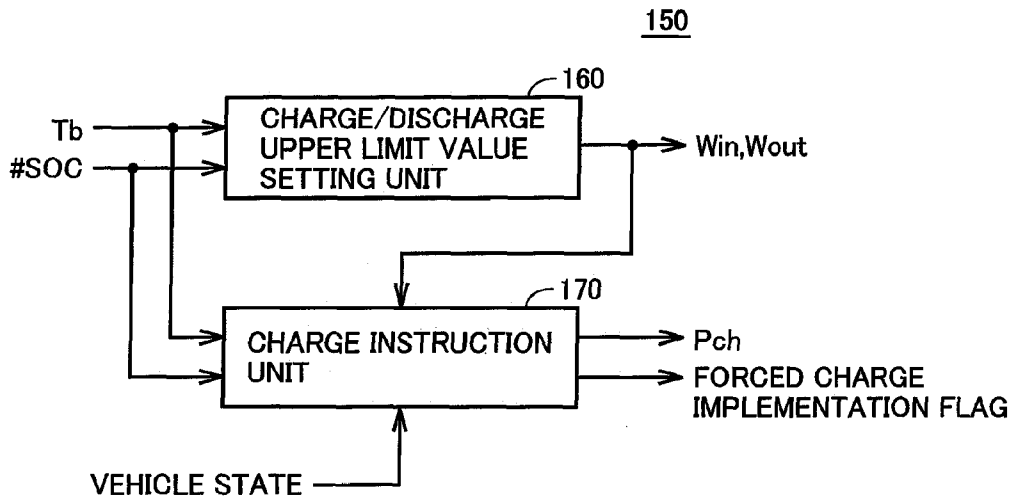 150
160
Tb
#SOC
CHARGE/DISCHARGE
UPPER LIMIT VALUE
SETTING UNIT
Win,Wout
170
CHARGE INSTRUCTION
UNIT
Pch
FORCED CHARGE
IMPLEMENTATION FLAG
VEHICLE STATE